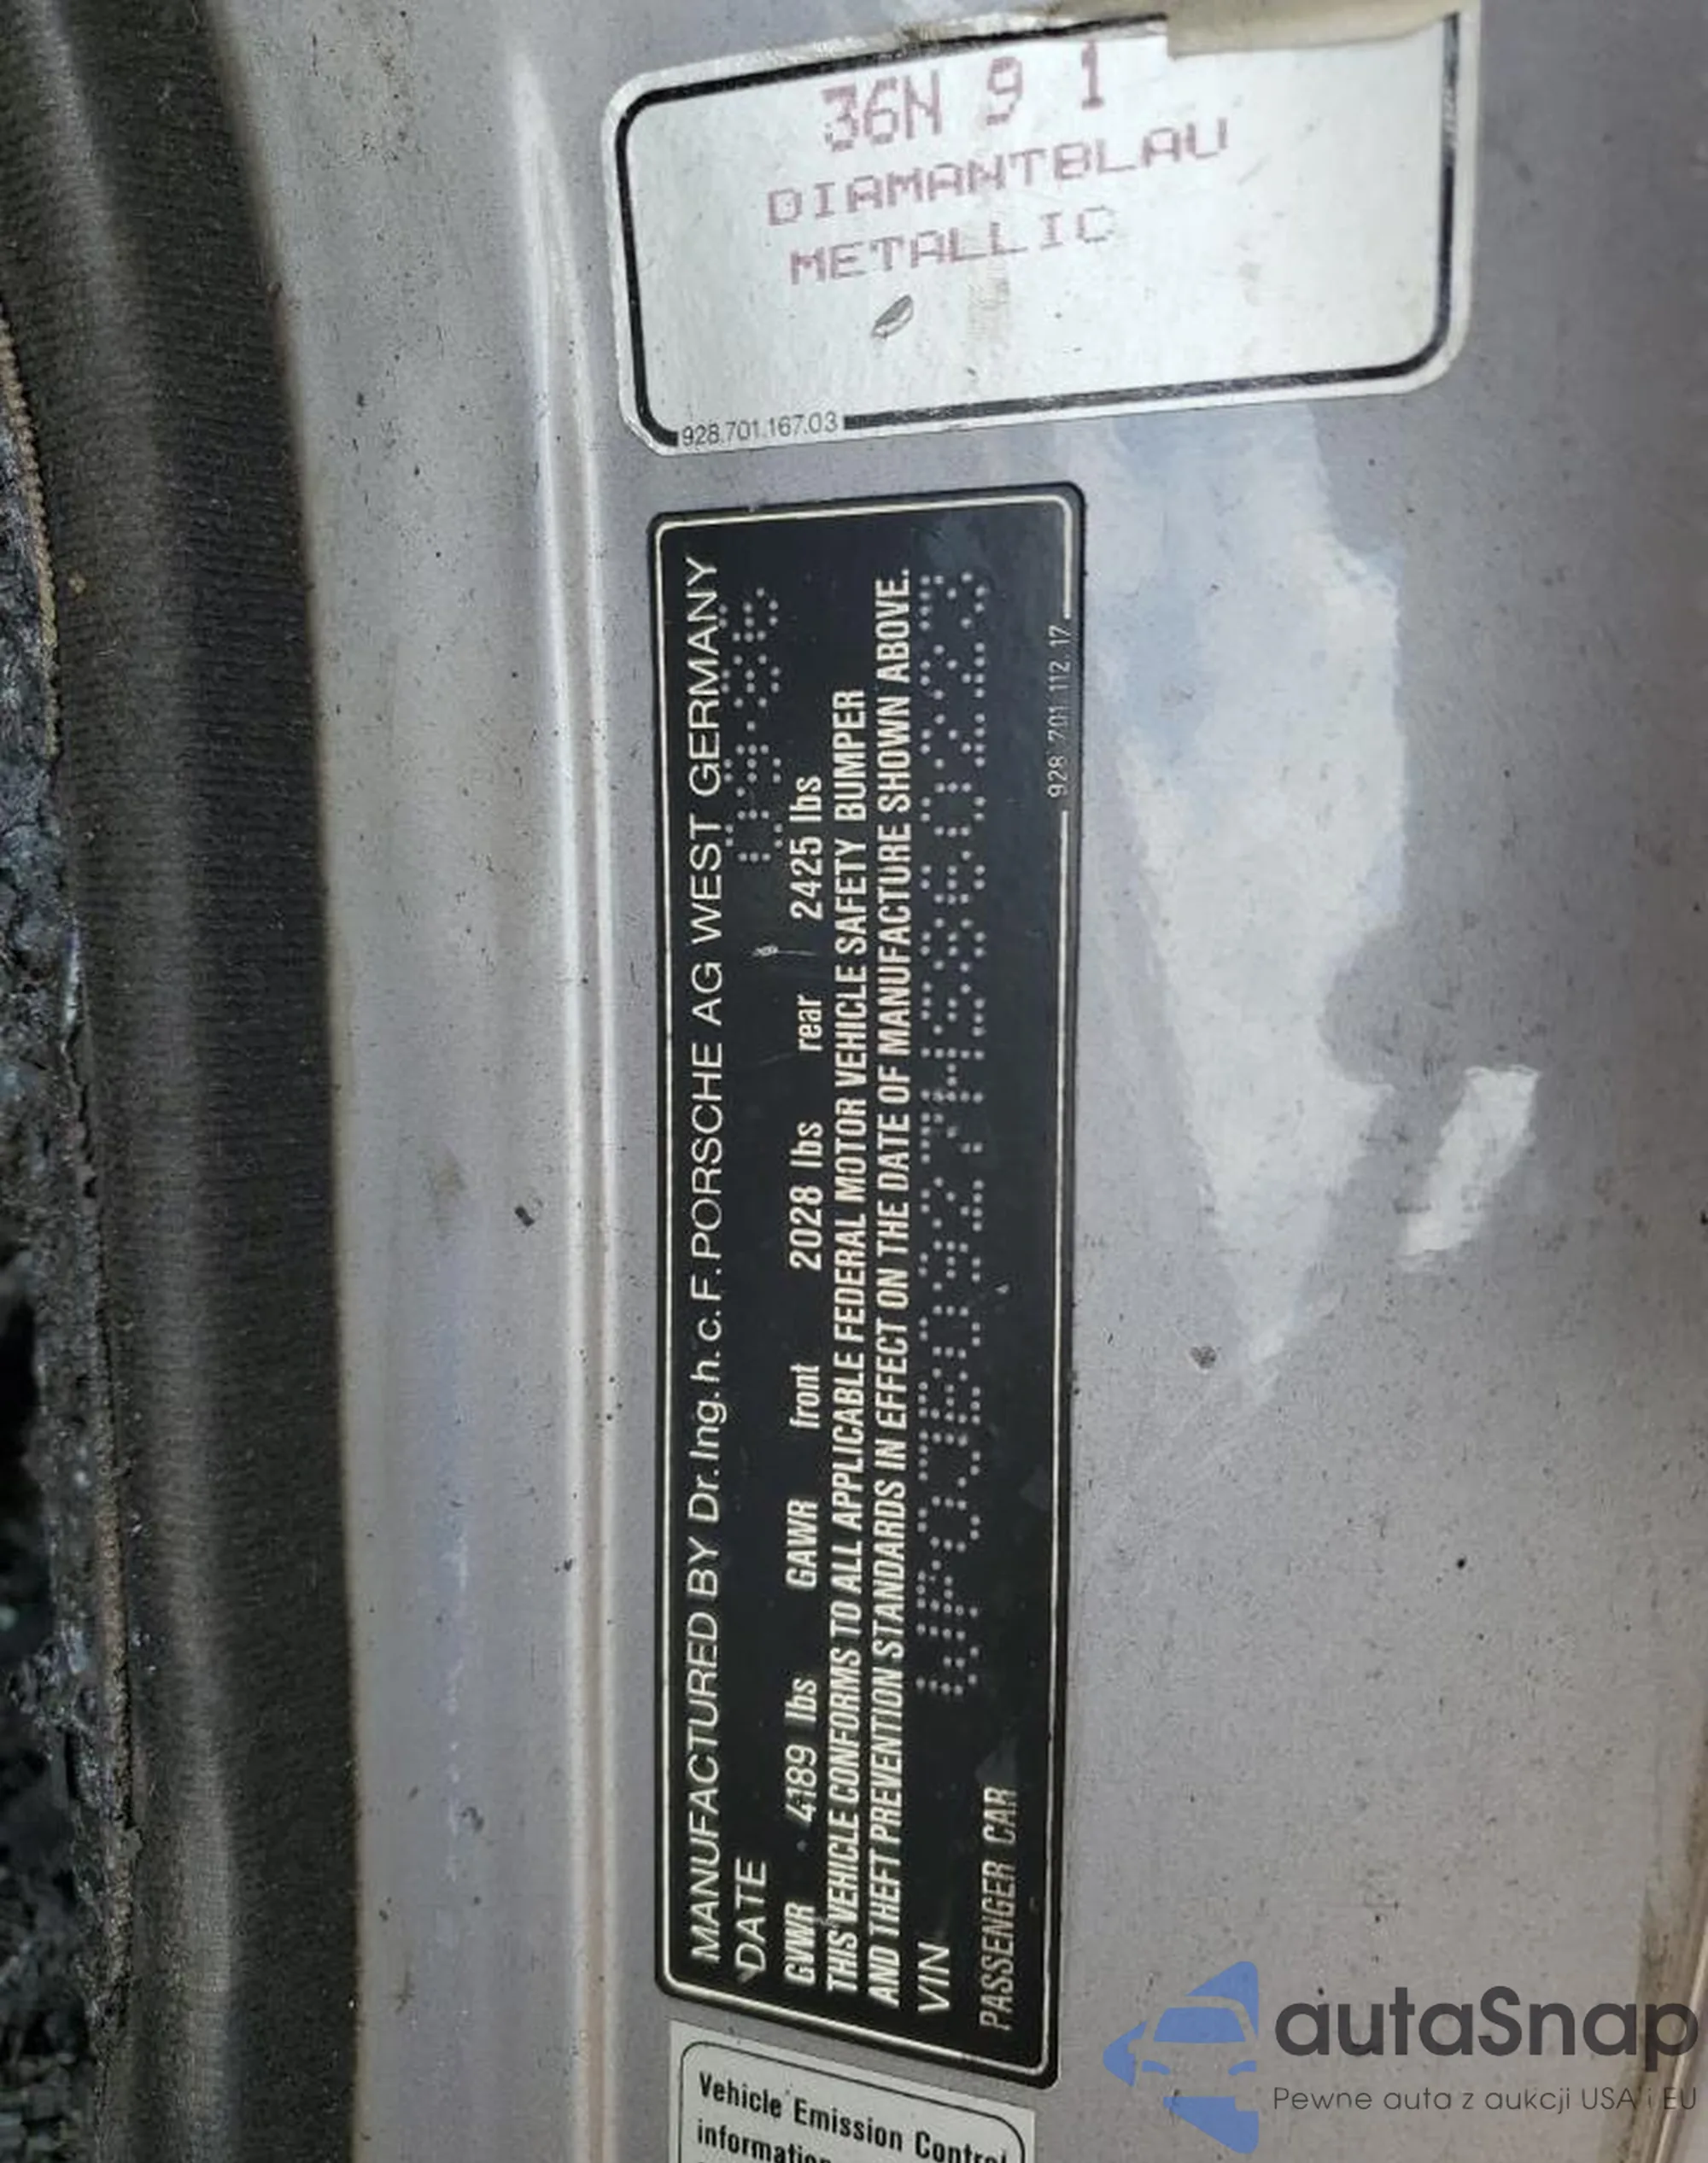 36N 9 1
DIAMANTBLAU
METALLIC
928.701.167.03
MANUFACTURED BY Dr.Ing.h.c.F.PORSCHE AG WEST GERMANY
DATE
GVWR 4189 lbs GAWR front 2028 lbs rear 2425 lbs
THIS VEHICLE CONFORMS TO ALL APPLICABLE FEDERAL MOTOR VEHICLE SAFETY BUMPER
AND THEFT PREVENTION STANDARDS IN EFFECT ON THE DATE OF MANUFACTURE SHOWN ABOVE.
VIN
PASSENGER CAR
928 701 112 17
Vehicle Emission Control
information
autaSnap
Pewne auta z aukcji USA i EU